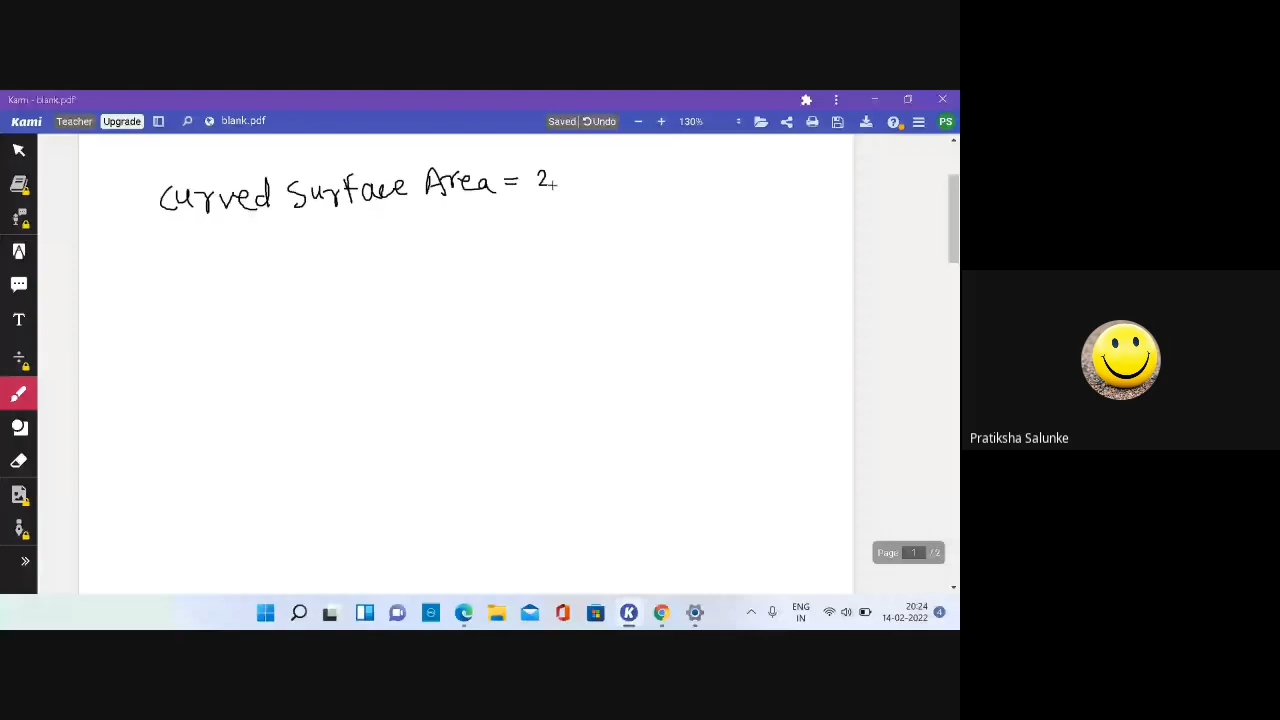 Kami - blank.pdf
Kami Teacher Upgrade blank.pdf Saved Undo 130% PS
Curved Surface Area = 2
Pratiksha Salunke
Page 1 / 2
ENG 20:24
IN 14-02-2022 4